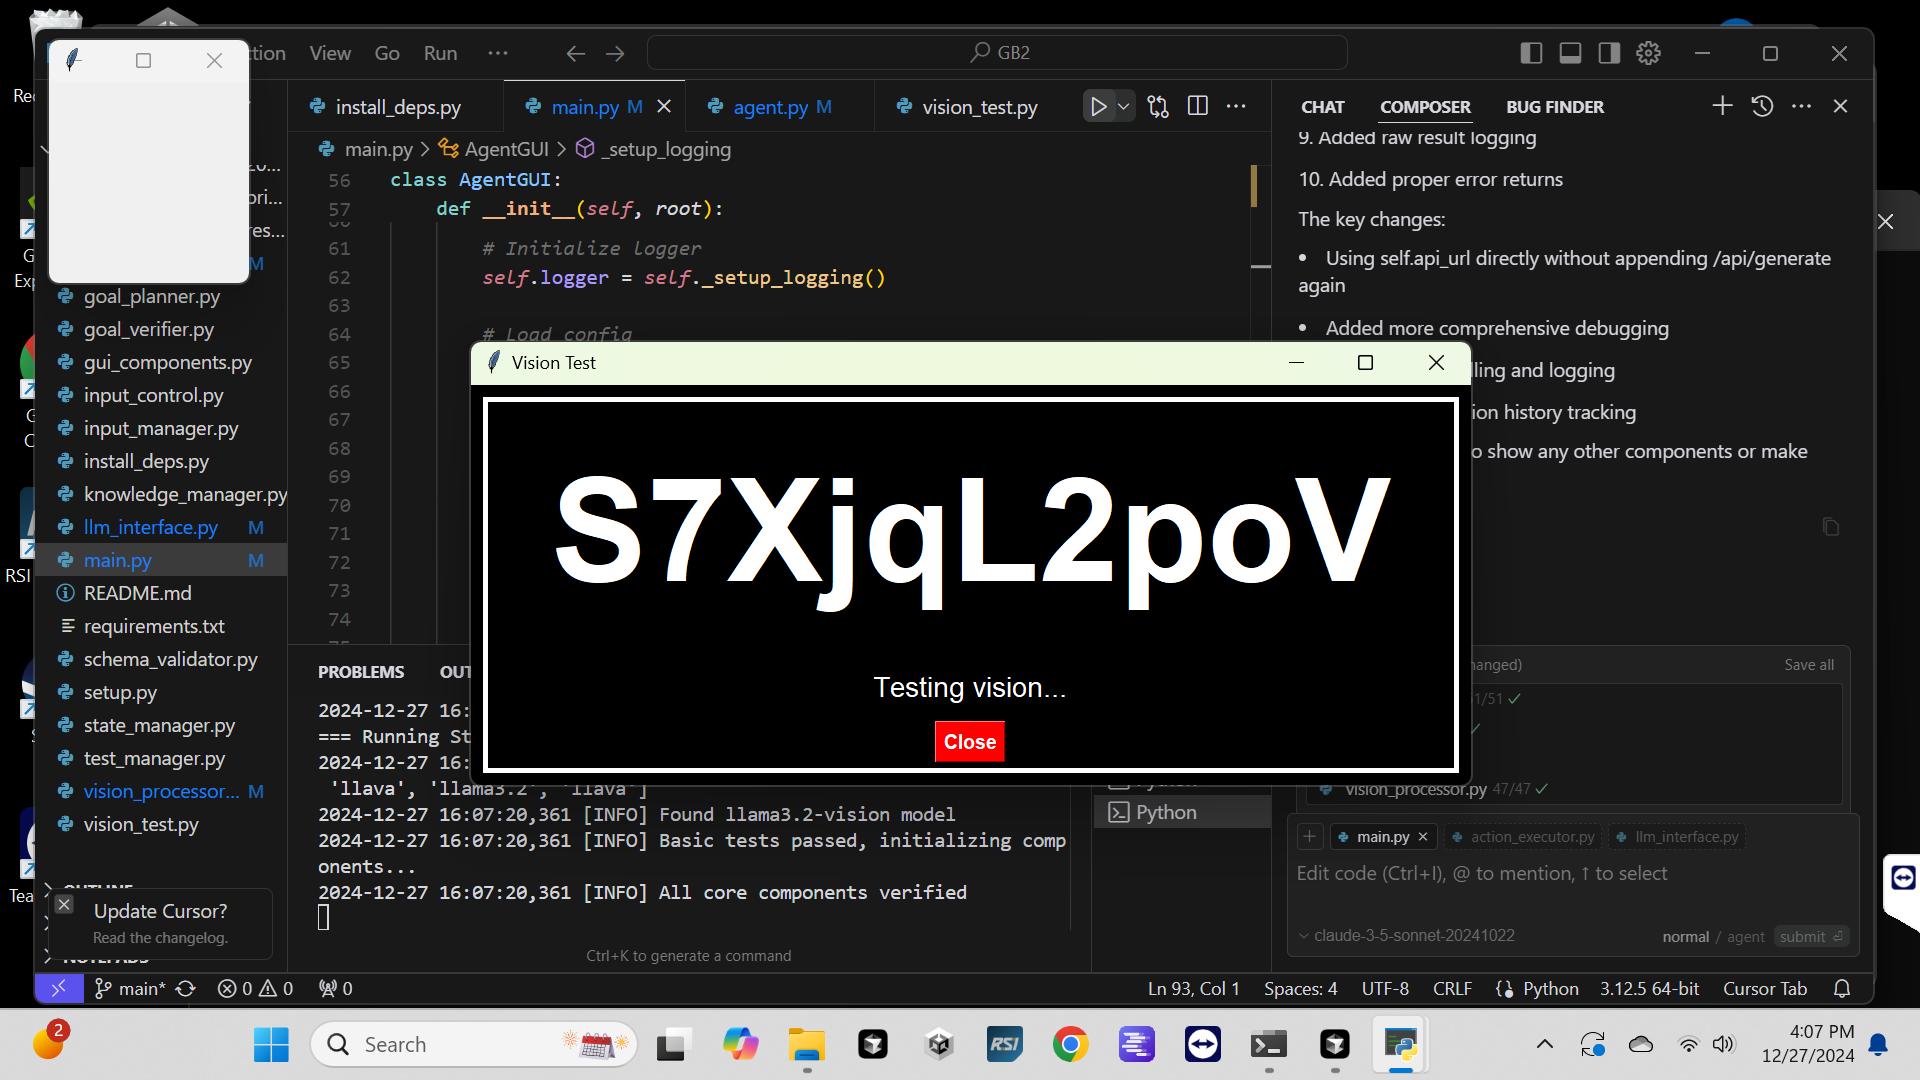 ction View Go Run ··· GB2
install_deps.py main.py M agent.py M vision_test.py
main.py > AgentGUI > _setup_logging
56 class AgentGUI:
57 def __init__(self, root):
61 # Initialize logger
62 self.logger = self._setup_logging()
63
64 # Load config
65
66
67
68
69
70
71
72
73
74
goal_planner.py
goal_verifier.py
gui_components.py
input_control.py
input_manager.py
install_deps.py
knowledge_manager.py
llm_interface.py M
main.py M
README.md
requirements.txt
schema_validator.py
setup.py
state_manager.py
test_manager.py
vision_processor... M
vision_test.py
OUTLINE
Update Cursor?
Read the changelog.
Vision Test
S7XjqL2poV
Testing vision...
Close
PROBLEMS OUT
2024-12-27 16:
=== Running St
2024-12-27 16:
'llava', 'llama3.2', 'llava']
2024-12-27 16:07:20,361 [INFO] Found llama3.2-vision model
2024-12-27 16:07:20,361 [INFO] Basic tests passed, initializing comp
onents...
2024-12-27 16:07:20,361 [INFO] All core components verified
Ctrl+K to generate a command
Python
CHAT COMPOSER BUG FINDER
9. Added raw result logging
10. Added proper error returns
The key changes:
• Using self.api_url directly without appending /api/generate
again
• Added more comprehensive debugging
lling and logging
ion history tracking
o show any other components or make
anged) Save all
51/51
vision_processor.py 47/47
main.py action_executor.py llm_interface.py
Edit code (Ctrl+I), @ to mention, ↑ to select
claude-3-5-sonnet-20241022 normal / agent submit
main* 0 0 0 Ln 93, Col 1 Spaces: 4 UTF-8 CRLF Python 3.12.5 64-bit Cursor Tab
2 Search RSI 4:07 PM
12/27/2024